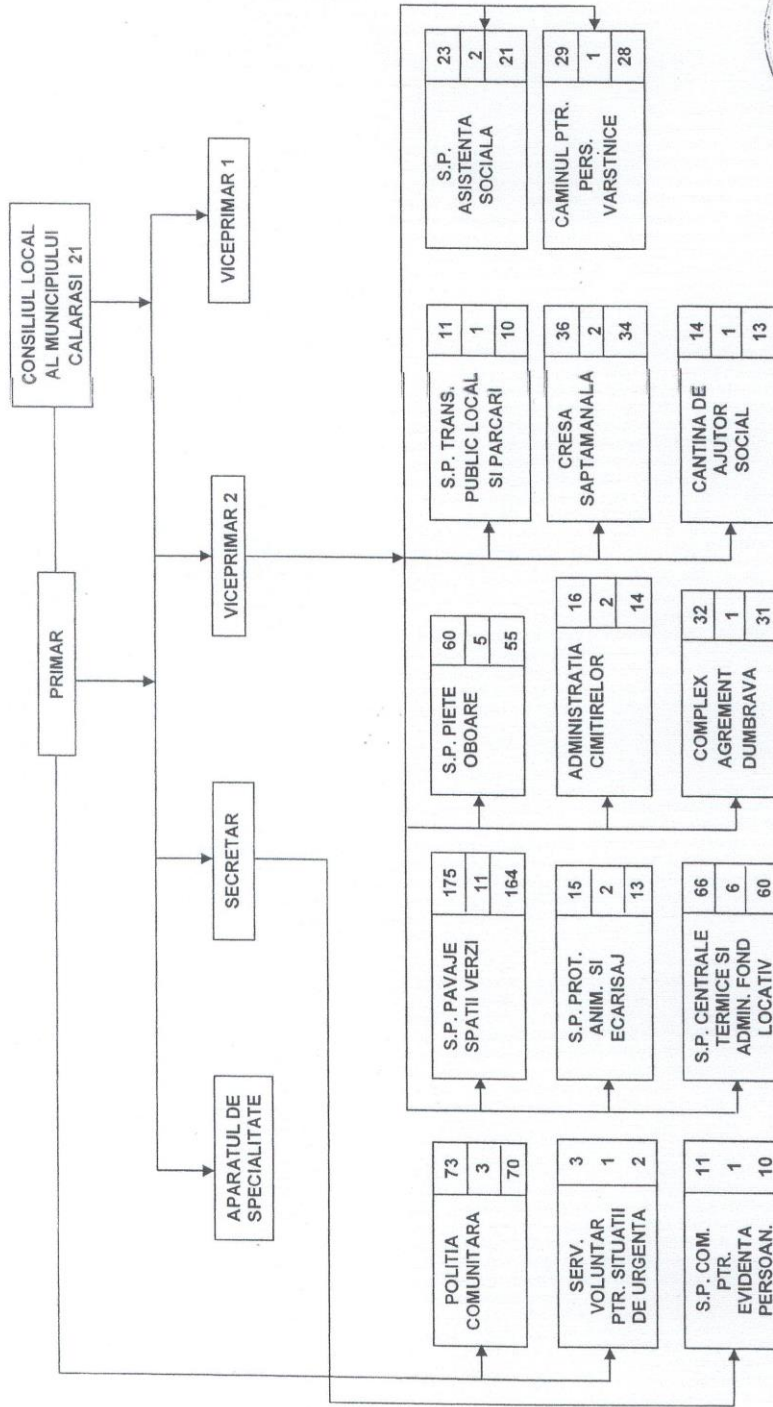 CONSILIUL LOCAL
AL MUNICIPIULUI
CALARASI 21
PRIMAR
APARATUL DE
SPECIALITATE
SECRETAR
VICEPRIMAR 2
VICEPRIMAR 1
POLITIA
COMUNITARA
73
3
70
SERV.
VOLUNTAR
PTR. SITUATII
DE URGENTA
3
1
2
S.P. COM.
PTR.
EVIDENTA
PERSOAN.
11
1
10
S.P. PAVAJE
SPATII VERZI
175
11
164
S.P. PROT.
ANIM. SI
ECARISAJ
15
2
13
S.P. CENTRALE
TERMICE SI
ADMIN. FOND
LOCATIV
66
6
60
S.P. PIETE
OBOARE
60
5
55
ADMINISTRATIA
CIMITIRELOR
16
2
14
COMPLEX
AGREMENT
DUMBRAVA
32
1
31
S.P. TRANS.
PUBLIC LOCAL
SI PARCARI
11
1
10
CRESA
SAPTAMANALA
36
2
34
CANTINA DE
AJUTOR
SOCIAL
14
1
13
S.P.
ASISTENTA
SOCIALA
23
2
21
CAMINUL PTR.
PERS.
VARSTNICE
29
1
28